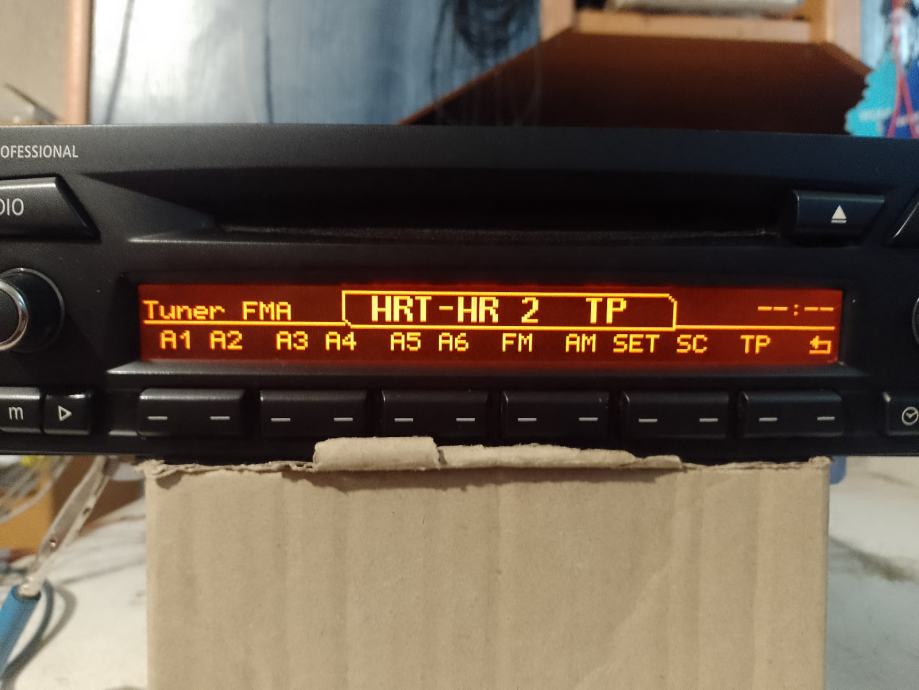 OFESSIONAL
DIO
Tuner FMA HRT-HR 2 TP --:--
A1 A2 A3 A4 A5 A6 FM AM SET SC TP
m